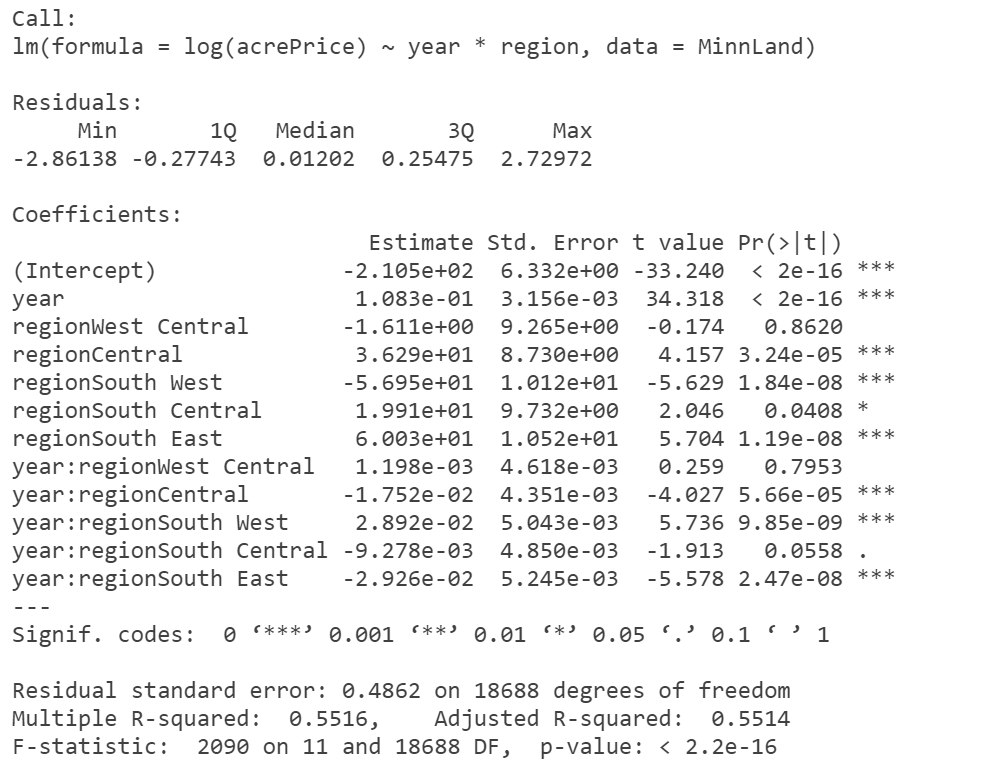 Call:
lm(formula = log(acrePrice) ~ year * region, data = MinnLand)

Residuals:
     Min       1Q   Median       3Q      Max
-2.86138 -0.27743  0.01202  0.25475  2.72972

Coefficients:
                           Estimate Std. Error t value Pr(>|t|)
(Intercept)              -2.105e+02  6.332e+00 -33.240  < 2e-16 ***
year                      1.083e-01  3.156e-03  34.318  < 2e-16 ***
regionWest Central       -1.611e+00  9.265e+00  -0.174   0.8620
regionCentral             3.629e+01  8.730e+00   4.157 3.24e-05 ***
regionSouth West         -5.695e+01  1.012e+01  -5.629 1.84e-08 ***
regionSouth Central       1.991e+01  9.732e+00   2.046   0.0408 *
regionSouth East          6.003e+01  1.052e+01   5.704 1.19e-08 ***
year:regionWest Central   1.198e-03  4.618e-03   0.259   0.7953
year:regionCentral       -1.752e-02  4.351e-03  -4.027 5.66e-05 ***
year:regionSouth West     2.892e-02  5.043e-03   5.736 9.85e-09 ***
year:regionSouth Central -9.278e-03  4.850e-03  -1.913   0.0558 .
year:regionSouth East    -2.926e-02  5.245e-03  -5.578 2.47e-08 ***
---
Signif. codes:  0 ‘***’ 0.001 ‘**’ 0.01 ‘*’ 0.05 ‘.’ 0.1 ‘ ’ 1

Residual standard error: 0.4862 on 18688 degrees of freedom
Multiple R-squared:  0.5516,    Adjusted R-squared:  0.5514
F-statistic:  2090 on 11 and 18688 DF,  p-value: < 2.2e-16